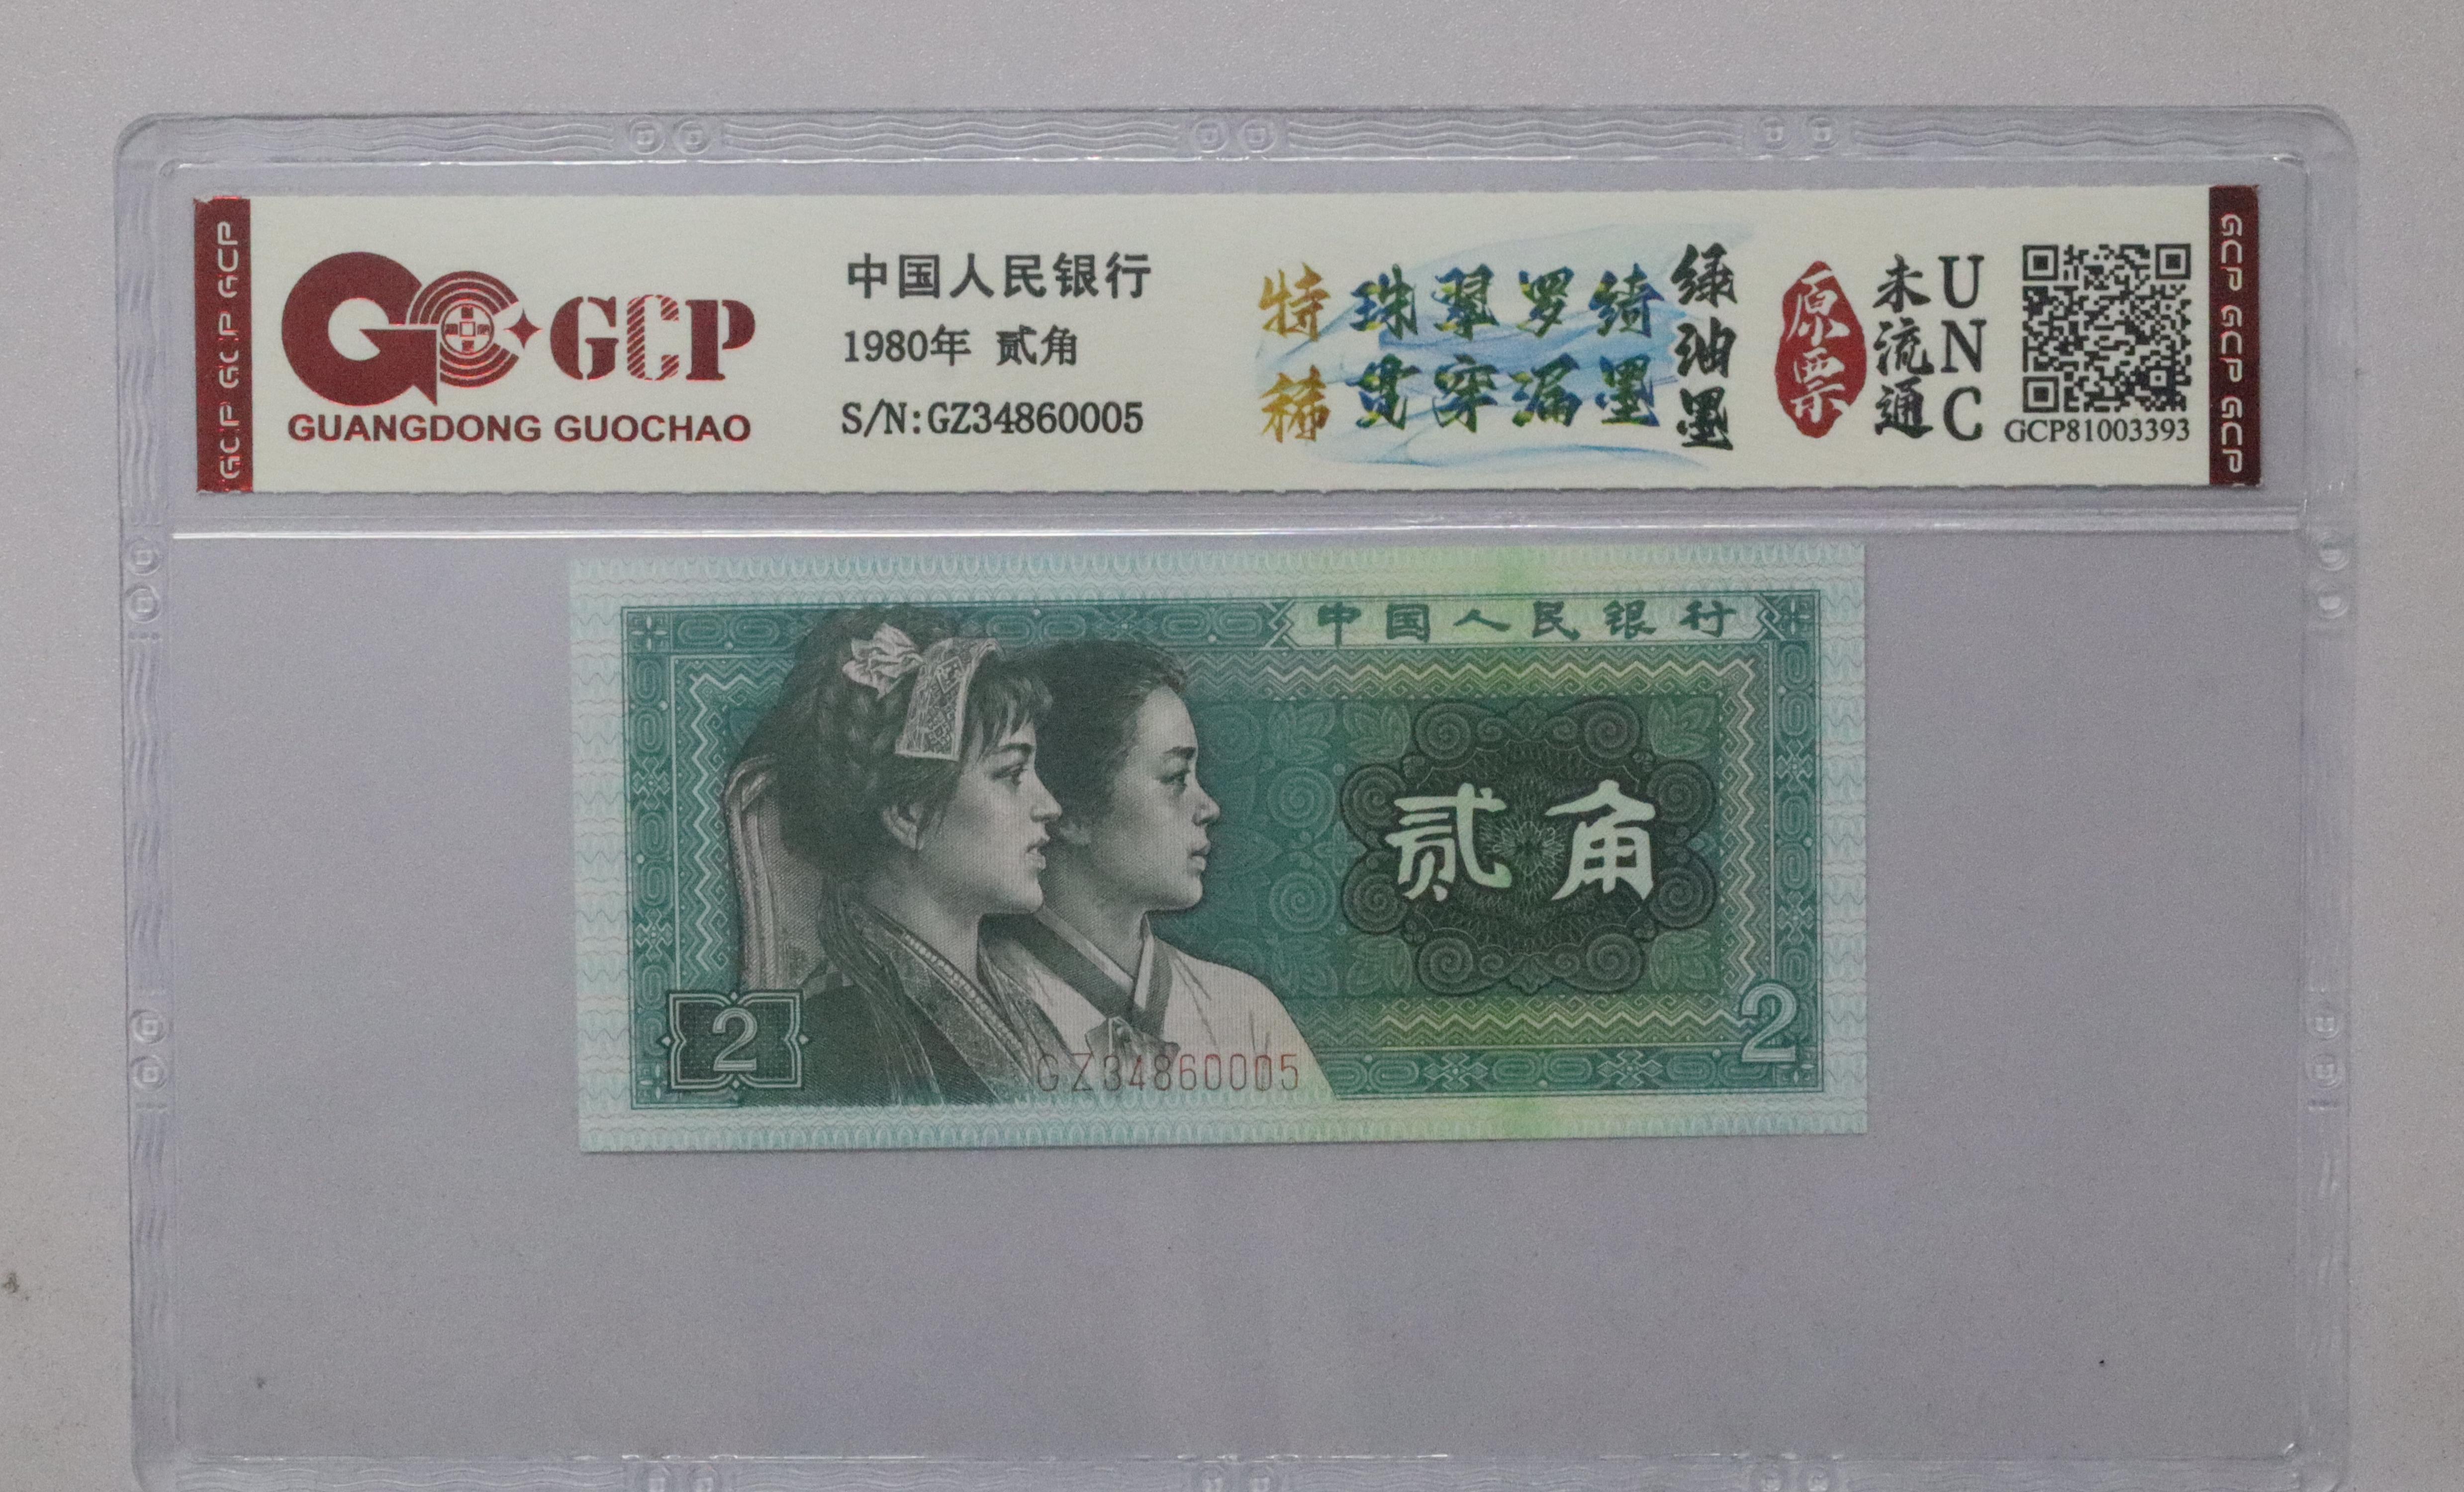 GCP GCP GCP
GCP
GUANGDONG GUOCHAO
中国人民银行
1980年 贰角
S/N:GZ34860005
特稀
珠翠罗绮
贯穿漏墨
绿油墨
原票
未流通
UNC
GCP81003393
GCP GCP GCP
中国人民银行
贰角
2
2
GZ34860005